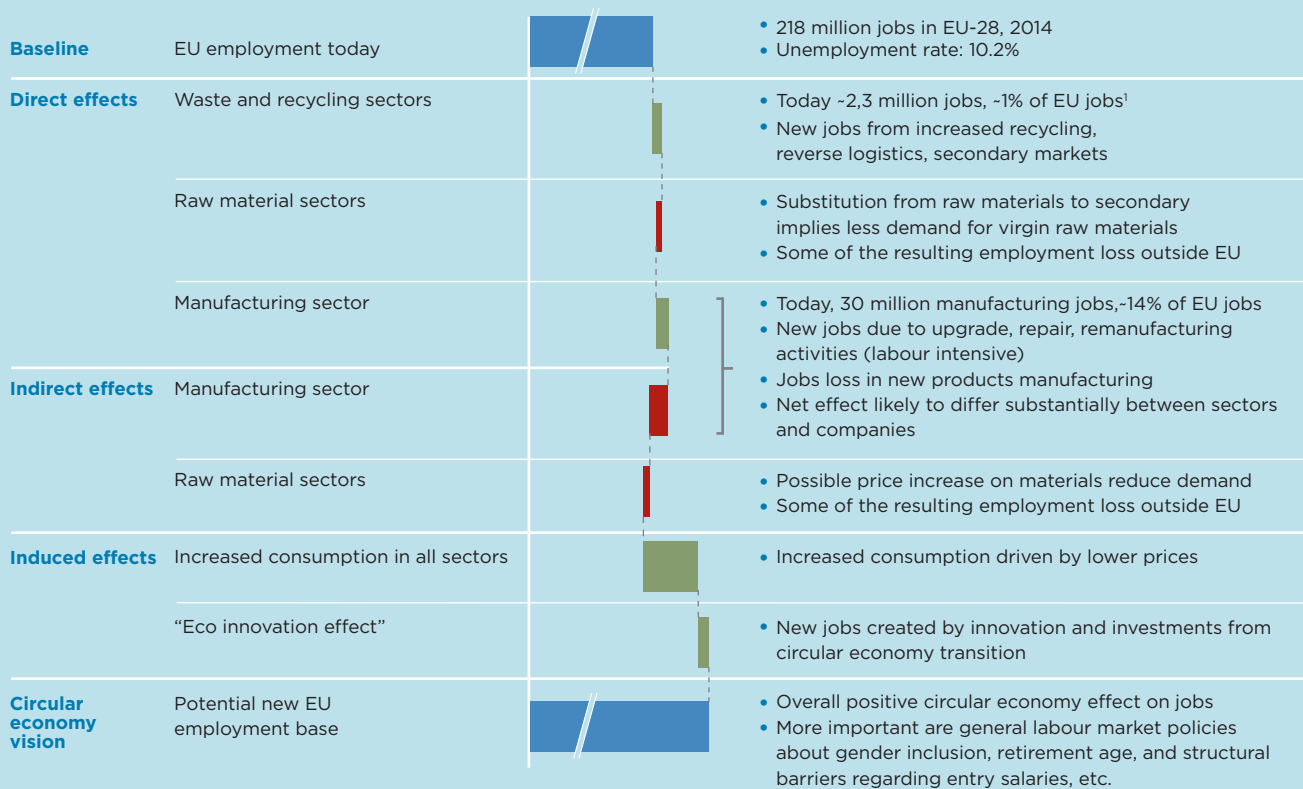 Baseline
EU employment today
• 218 million jobs in EU-28, 2014
• Unemployment rate: 10.2%
Direct effects
Waste and recycling sectors
• Today ~2,3 million jobs, ~1% of EU jobs¹
• New jobs from increased recycling,
reverse logistics, secondary markets
Raw material sectors
• Substitution from raw materials to secondary
implies less demand for virgin raw materials
• Some of the resulting employment loss outside EU
Manufacturing sector
• Today, 30 million manufacturing jobs,~14% of EU jobs
• New jobs due to upgrade, repair, remanufacturing
activities (labour intensive)
• Jobs loss in new products manufacturing
• Net effect likely to differ substantially between sectors
and companies
Indirect effects
Manufacturing sector
Raw material sectors
• Possible price increase on materials reduce demand
• Some of the resulting employment loss outside EU
Induced effects
Increased consumption in all sectors
• Increased consumption driven by lower prices
“Eco innovation effect”
• New jobs created by innovation and investments from
circular economy transition
Circular
economy
vision
Potential new EU
employment base
• Overall positive circular economy effect on jobs
• More important are general labour market policies
about gender inclusion, retirement age, and structural
barriers regarding entry salaries, etc.